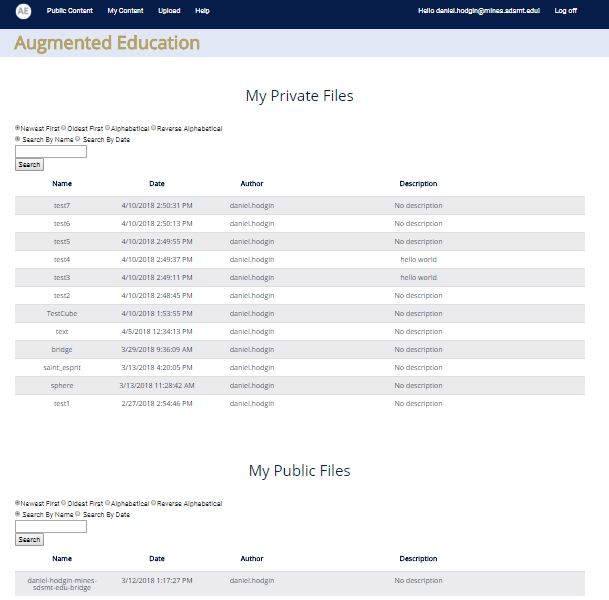 AE Public Content My Content Upload Help Hello daniel.hodgin@mines.sdsmt.edu! Log off
Augmented Education
My Private Files
Newest First Oldest First Alphabetical Reverse Alphabetical
Search By Name Search By Date
Search
Name Date Author Description
test7 4/10/2018 2:50:31 PM daniel.hodgin No description
test6 4/10/2018 2:50:13 PM daniel.hodgin No description
test5 4/10/2018 2:49:55 PM daniel.hodgin No description
test4 4/10/2018 2:49:37 PM daniel.hodgin hello world
test3 4/10/2018 2:49:11 PM daniel.hodgin hello world
test2 4/10/2018 2:48:45 PM daniel.hodgin No description
TestCube 4/10/2018 1:53:55 PM daniel.hodgin No description
text 4/5/2018 12:34:13 PM daniel.hodgin No description
bridge 3/29/2018 9:36:09 AM daniel.hodgin No description
saint_esprit 3/13/2018 4:20:05 PM daniel.hodgin No description
sphere 3/13/2018 11:28:42 AM daniel.hodgin No description
test1 2/27/2018 2:54:46 PM daniel.hodgin No description
My Public Files
Newest First Oldest First Alphabetical Reverse Alphabetical
Search By Name Search By Date
Search
Name Date Author Description
daniel-hodgin-mines-
sdsmt-edu-bridge 3/12/2018 1:17:27 PM daniel.hodgin No description